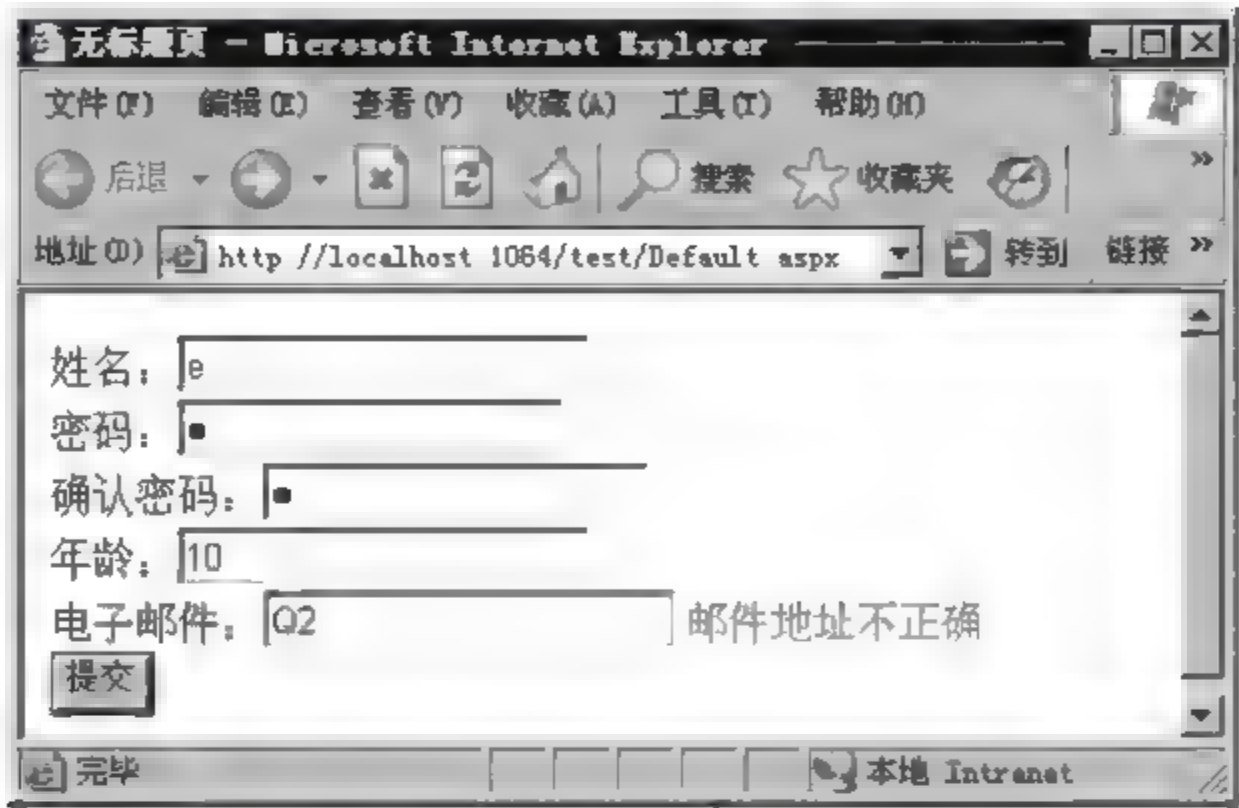 无标题页 - Microsoft Internet Explorer
文件(F) 编辑(E) 查看(V) 收藏(A) 工具(T) 帮助(H)
后退 搜索 收藏夹 »
地址(D) http //localhost 1064/test/Default aspx 转到 链接 »
姓名: e
密码: ●
确认密码: ●
年龄: 10
电子邮件: Q2 邮件地址不正确
提交
完毕 本地 Intranet